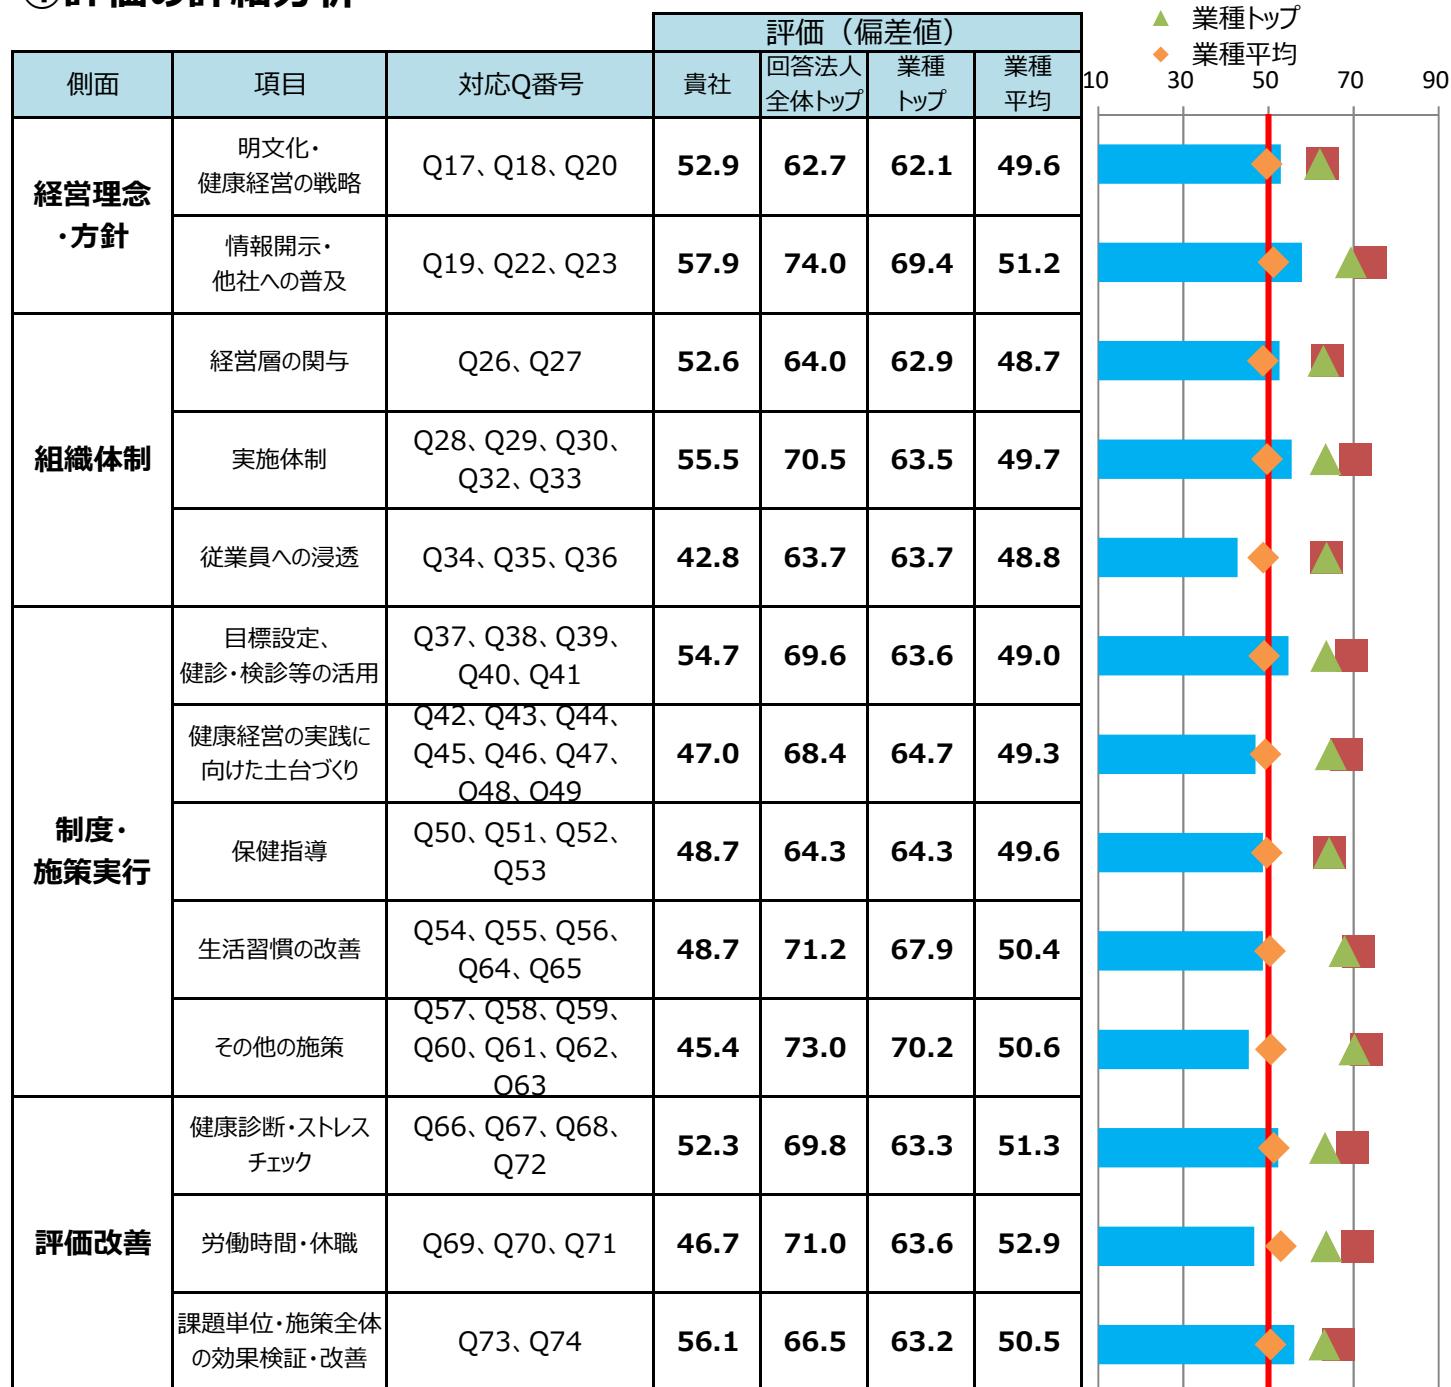 ④評価の詳細分析
業種トップ
業種平均
評価（偏差値）
側面 項目 対応Q番号 貴社 回答法人全体トップ 業種トップ 業種平均
10 30 50 70 90
経営理念・方針
明文化・健康経営の戦略 Q17、Q18、Q20 52.9 62.7 62.1 49.6
情報開示・他社への普及 Q19、Q22、Q23 57.9 74.0 69.4 51.2
組織体制
経営層の関与 Q26、Q27 52.6 64.0 62.9 48.7
実施体制 Q28、Q29、Q30、Q32、Q33 55.5 70.5 63.5 49.7
従業員への浸透 Q34、Q35、Q36 42.8 63.7 63.7 48.8
制度・施策実行
目標設定、健診・検診等の活用 Q37、Q38、Q39、Q40、Q41 54.7 69.6 63.6 49.0
健康経営の実践に向けた土台づくり Q42、Q43、Q44、Q45、Q46、Q47、Q48、Q49 47.0 68.4 64.7 49.3
保健指導 Q50、Q51、Q52、Q53 48.7 64.3 64.3 49.6
生活習慣の改善 Q54、Q55、Q56、Q64、Q65 48.7 71.2 67.9 50.4
その他の施策 Q57、Q58、Q59、Q60、Q61、Q62、Q63 45.4 73.0 70.2 50.6
評価改善
健康診断・ストレスチェック Q66、Q67、Q68、Q72 52.3 69.8 63.3 51.3
労働時間・休職 Q69、Q70、Q71 46.7 71.0 63.6 52.9
課題単位・施策全体の効果検証・改善 Q73、Q74 56.1 66.5 63.2 50.5